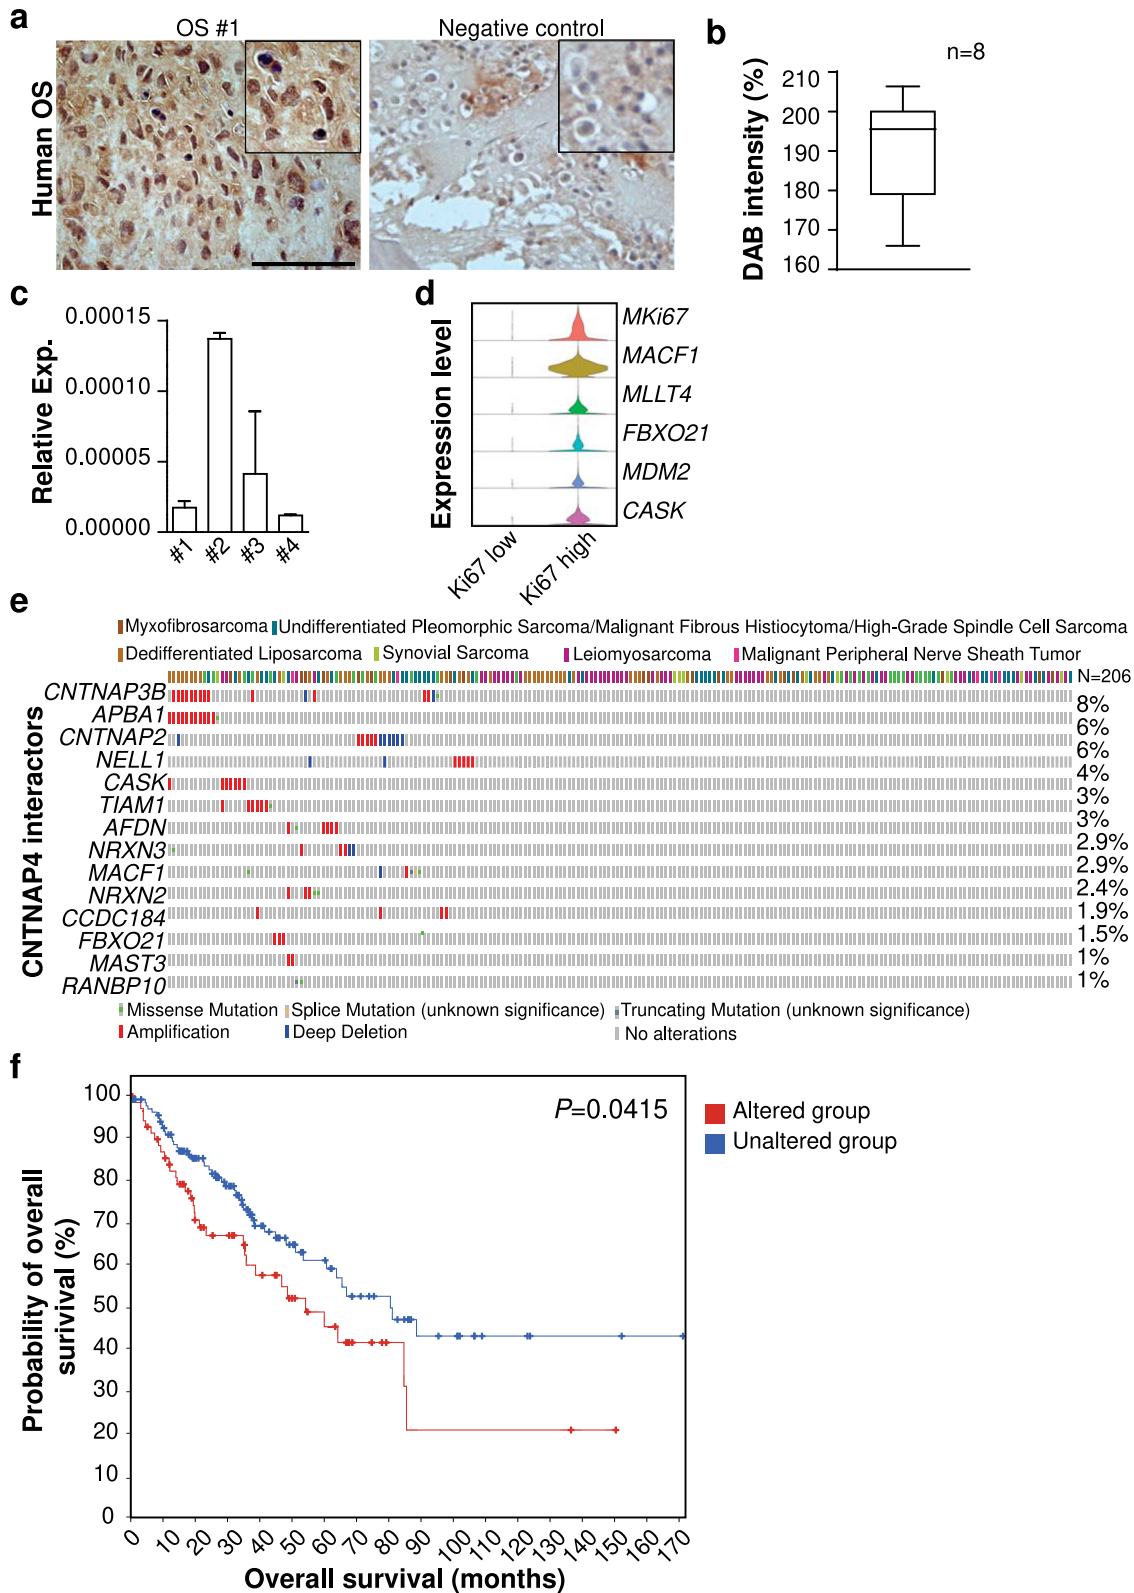 a
OS #1
Negative control
Human OS
b
n=8
DAB intensity (%)
210
200
190
180
170
160
c
Relative Exp.
0.00015
0.00010
0.00005
0.00000
#1
#2
#3
#4
d
Expression level
MKi67
MACF1
MLLT4
FBXO21
MDM2
CASK
Ki67 low
Ki67 high
e
Myxofibrosarcoma
Undifferentiated Pleomorphic Sarcoma/Malignant Fibrous Histiocytoma/High-Grade Spindle Cell Sarcoma
Dedifferentiated Liposarcoma
Synovial Sarcoma
Leiomyosarcoma
Malignant Peripheral Nerve Sheath Tumor
N=206
CNTNAP4 interactors
CNTNAP3B
8%
APBA1
6%
CNTNAP2
6%
NELL1
4%
CASK
3%
TIAM1
3%
AFDN
2.9%
NRXN3
2.9%
MACF1
2.4%
NRXN2
1.9%
CCDC184
1.5%
FBXO21
1%
MAST3
1%
RANBP10
Missense Mutation
Splice Mutation (unknown significance)
Truncating Mutation (unknown significance)
Amplification
Deep Deletion
No alterations
f
Probability of overall
survival (%)
100
90
80
70
60
50
40
30
20
10
0
P=0.0415
Altered group
Unaltered group
0
10
20
30
40
50
60
70
80
90
100
110
120
130
140
150
160
170
Overall survival (months)